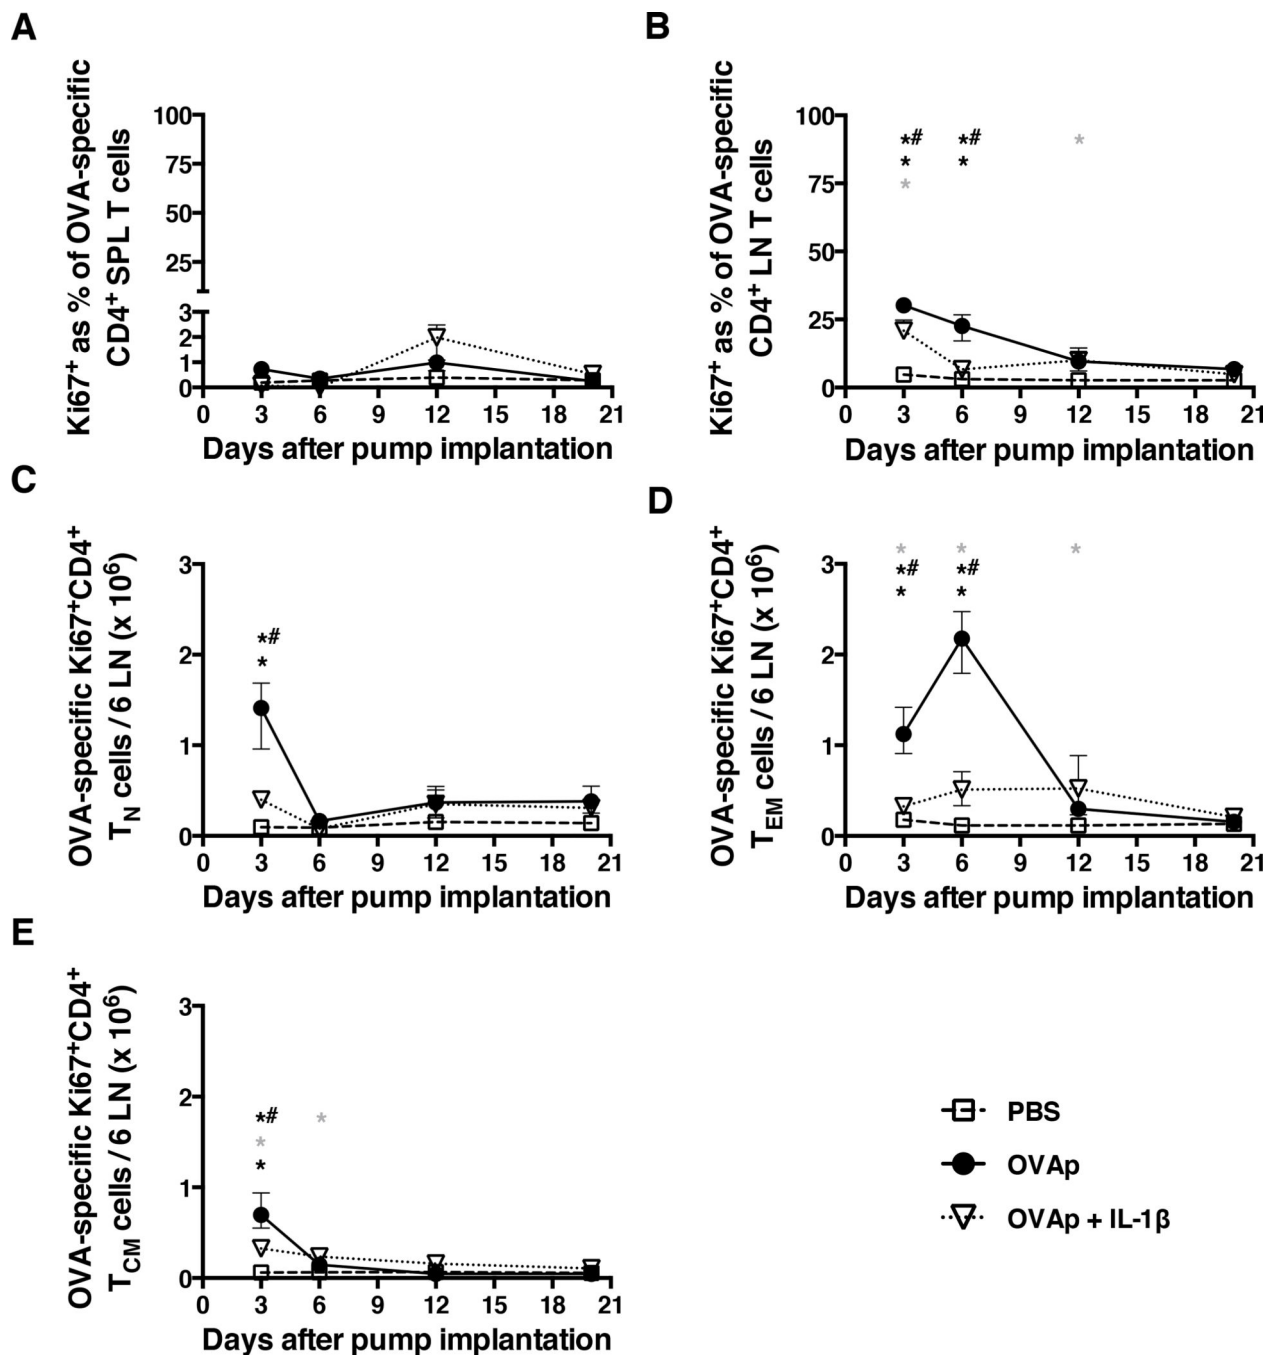 A
Ki67+ as % of OVA-specific
CD4+ SPL T cells
100
75
50
25
3
2
1
0
0 3 6 9 12 15 18 21
Days after pump implantation
B
Ki67+ as % of OVA-specific
CD4+ LN T cells
100
75
50
25
0
*# *# *
* *
*
0 3 6 9 12 15 18 21
Days after pump implantation
C
OVA-specific Ki67+CD4+
TN cells / 6 LN (x 10⁶)
3
2
1
0
*#
*
0 3 6 9 12 15 18 21
Days after pump implantation
D
OVA-specific Ki67+CD4+
TEM cells / 6 LN (x 10⁶)
3
2
1
0
* * *
*# *#
* *
0 3 6 9 12 15 18 21
Days after pump implantation
E
OVA-specific Ki67+CD4+
TCM cells / 6 LN (x 10⁶)
3
2
1
0
*# *
*
*
0 3 6 9 12 15 18 21
Days after pump implantation
PBS
OVAp
OVAp + IL-1β